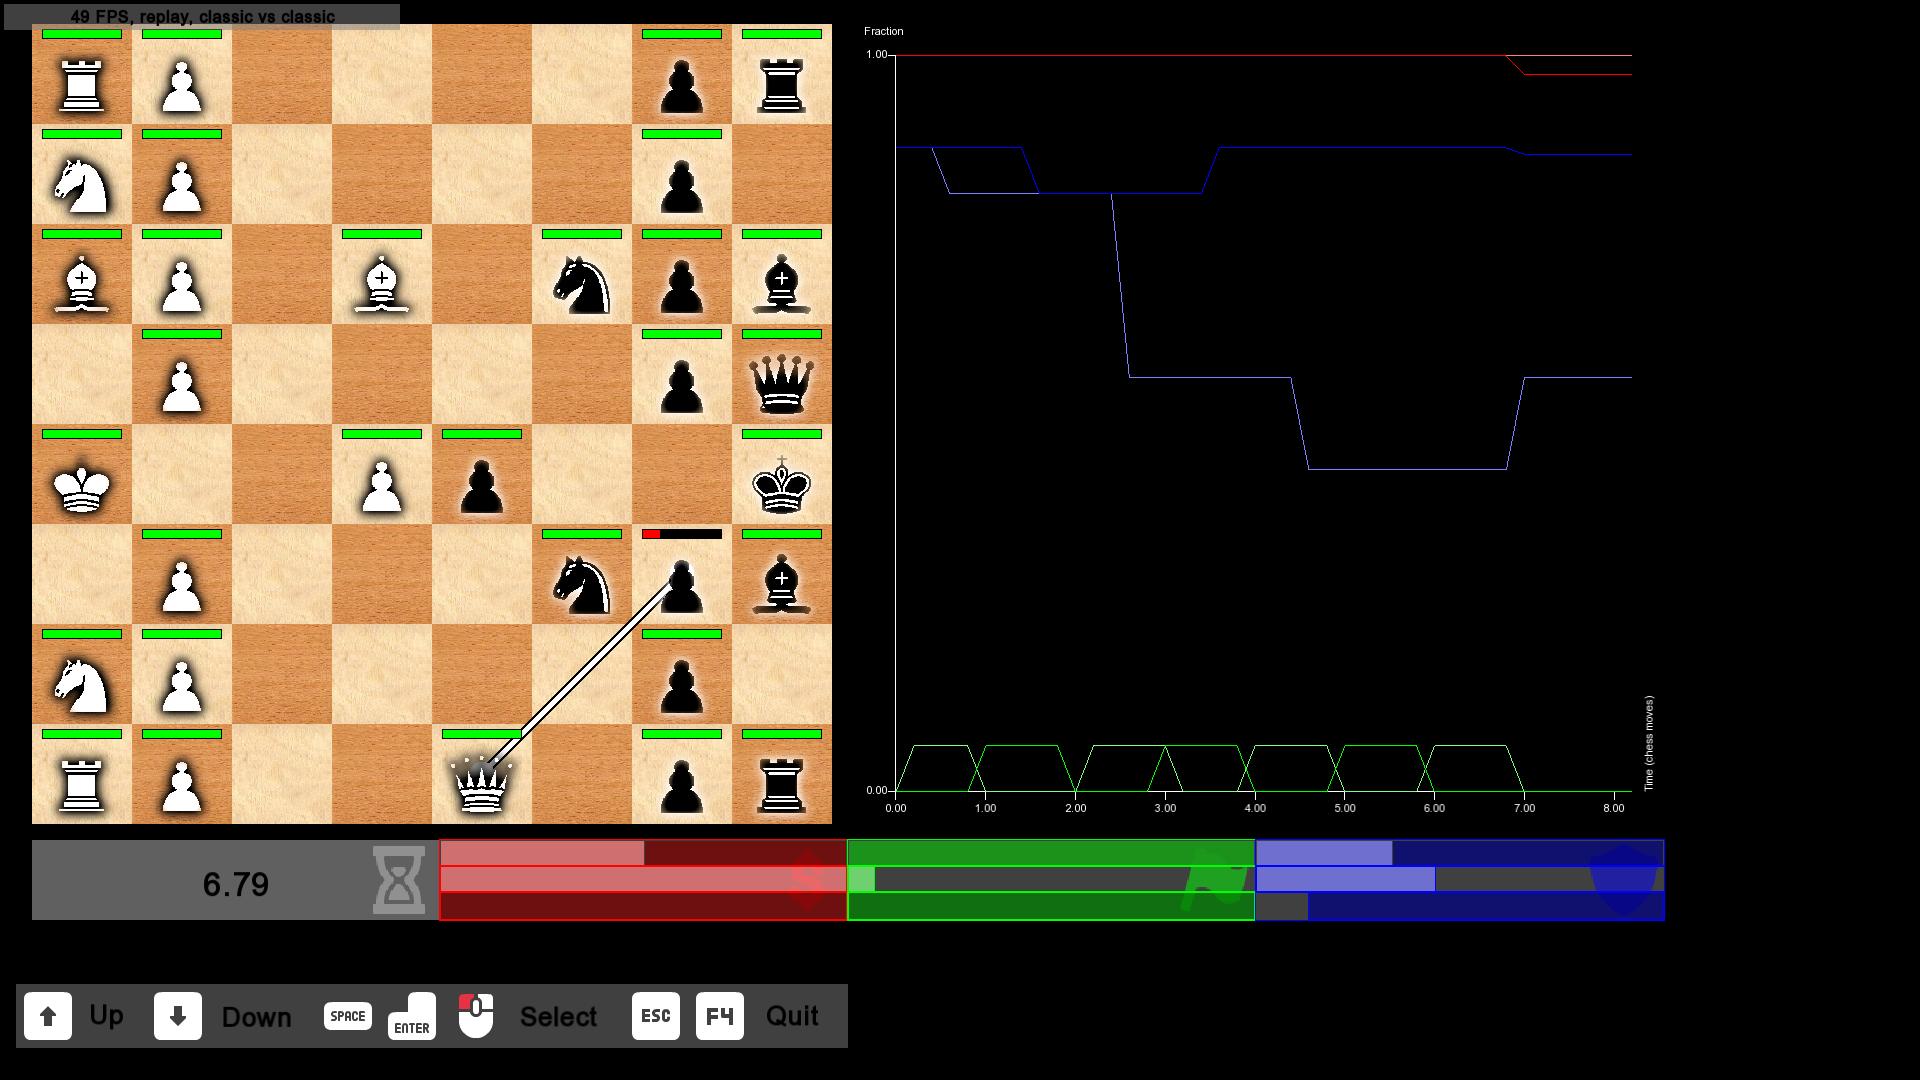 49 FPS, replay, classic vs classic
Fraction
1.00
0.00
0.00 1.00 2.00 3.00 4.00 5.00 6.00 7.00 8.00
Time (chess moves)
6.79
Up Down SPACE ENTER Select ESC F4 Quit